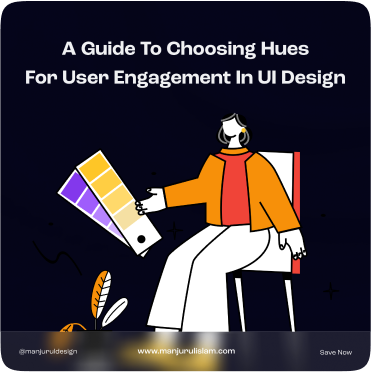 A Guide To Choosing Hues
For User Engagement In UI Design
@manjuruldesign
www.manjurulislam.com
Save Now